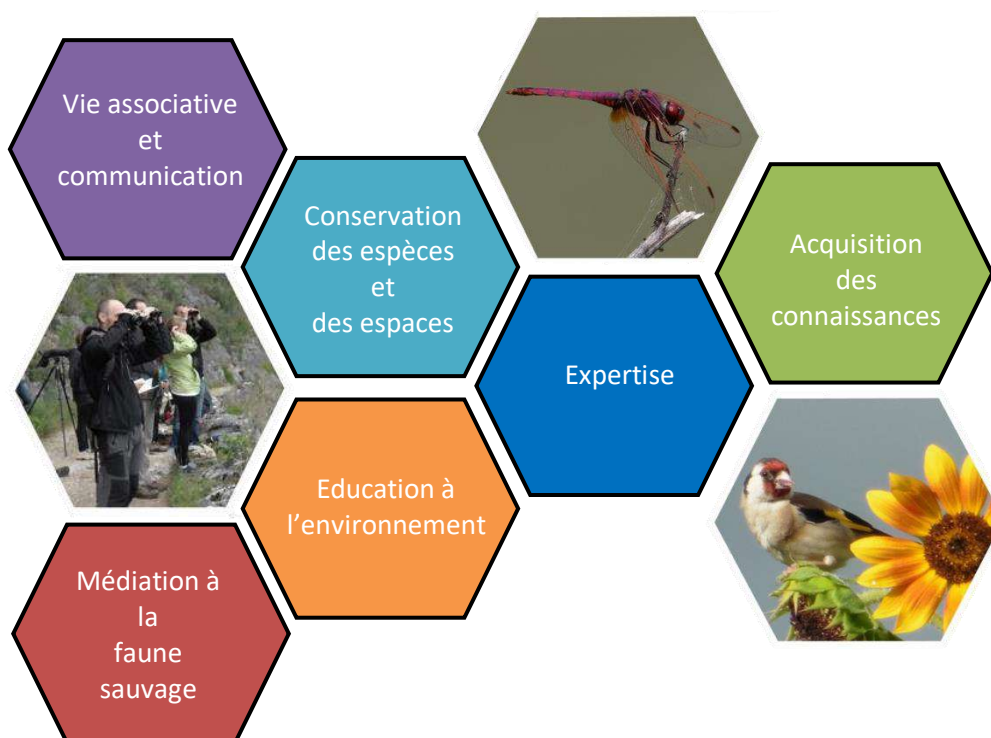 Vie associative
et
communication
Conservation
des espèces
et
des espaces
Acquisition
des
connaissances
Expertise
Education à
l’environnement
Médiation à
la
faune
sauvage